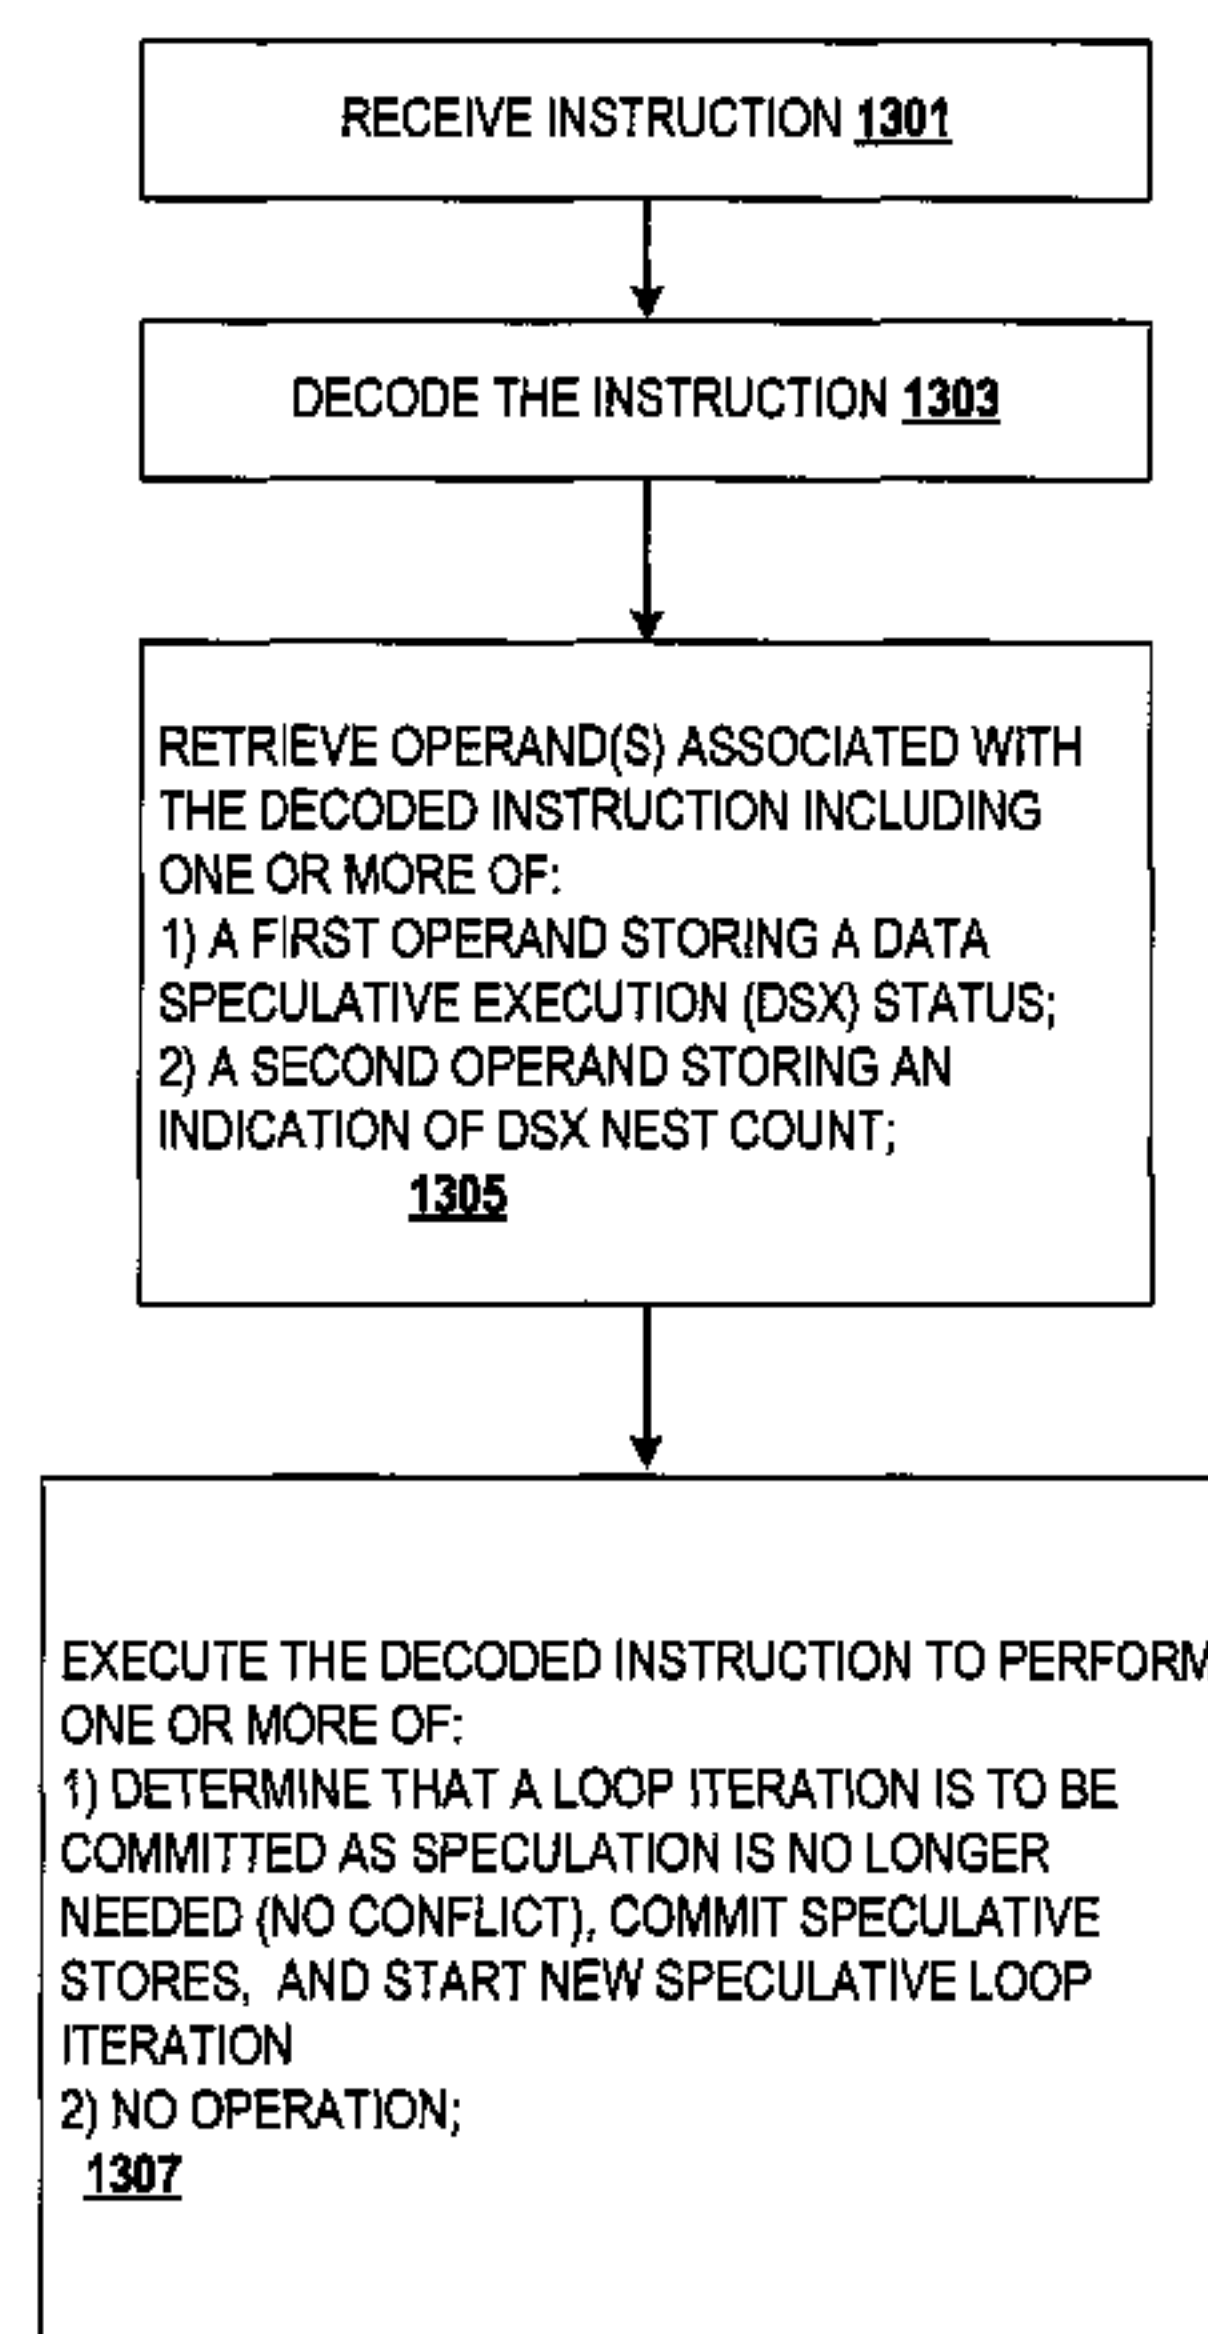 RECEIVE INSTRUCTION 1301
DECODE THE INSTRUCTION 1303
RETRIEVE OPERAND(S) ASSOCIATED WITH
THE DECODED INSTRUCTION INCLUDING
ONE OR MORE OF:
1) A FIRST OPERAND STORING A DATA
SPECULATIVE EXECUTION (DSX) STATUS;
2) A SECOND OPERAND STORING AN
INDICATION OF DSX NEST COUNT;
1305
EXECUTE THE DECODED INSTRUCTION TO PERFORM
ONE OR MORE OF:
1) DETERMINE THAT A LOOP ITERATION IS TO BE
COMMITTED AS SPECULATION IS NO LONGER
NEEDED (NO CONFLICT), COMMIT SPECULATIVE
STORES, AND START NEW SPECULATIVE LOOP
ITERATION
2) NO OPERATION;
1307